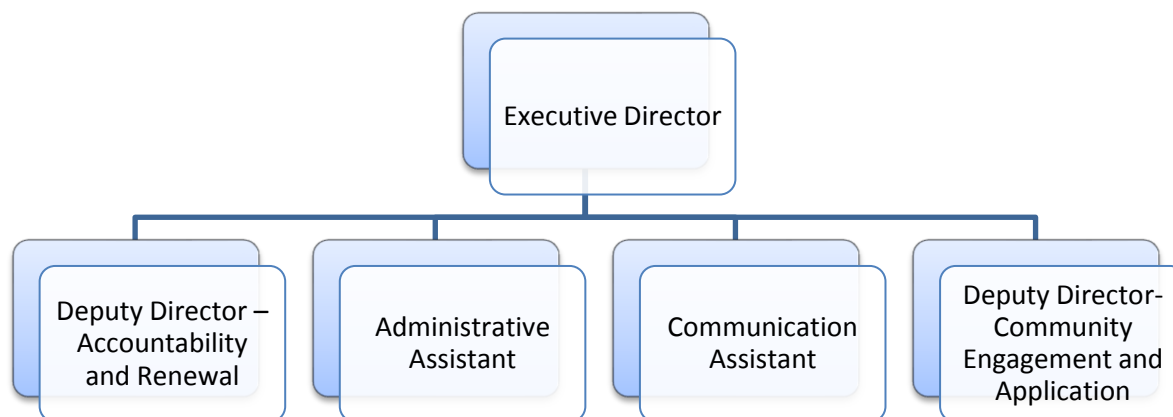 Executive Director
Deputy Director –
Accountability
and Renewal
Administrative
Assistant
Communication
Assistant
Deputy Director-
Community
Engagement and
Application